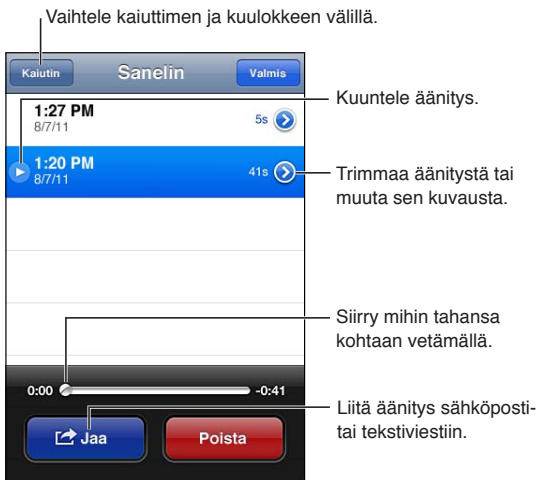 Vaihtele kaiuttimen ja kuulokkeen välillä.
Kaiutin
Sanelin
Valmis
1:27 PM
8/7/11
5s
Kuuntele äänitys.
1:20 PM
8/7/11
41s
Trimmaa äänitystä tai
muuta sen kuvausta.
Siirry mihin tahansa
kohtaan vetämällä.
0:00
-0:41
Liitä äänitys sähköposti-
tai tekstiviestiin.
Jaa
Poista